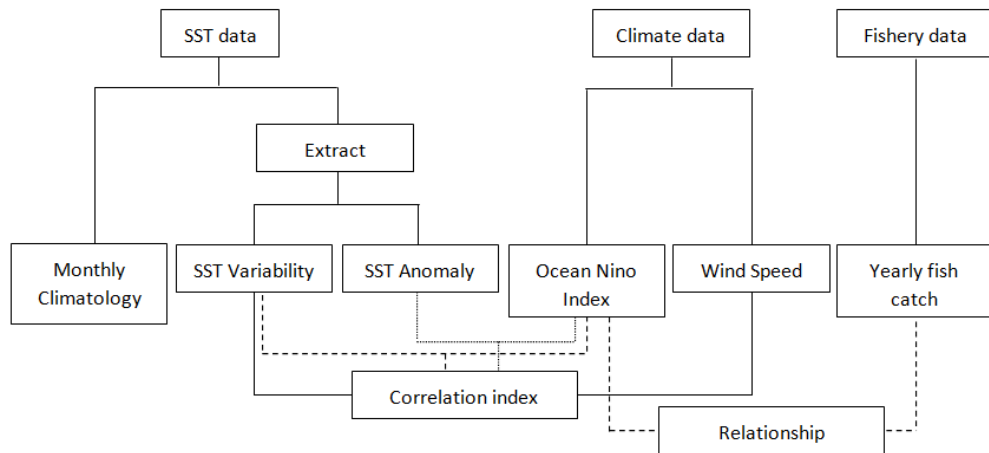 SST data
Climate data
Fishery data
Extract
Monthly
Climatology
SST Variability
SST Anomaly
Ocean Nino
Index
Wind Speed
Yearly fish
catch
Correlation index
Relationship